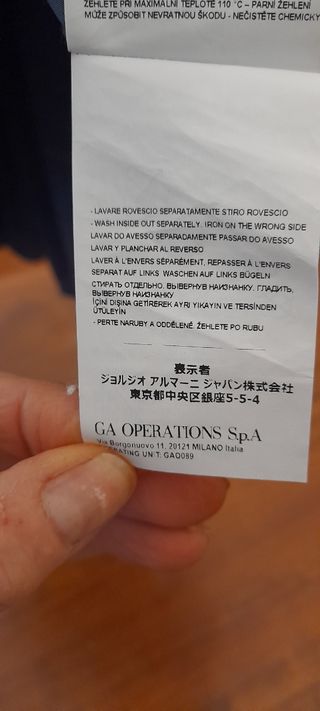 ŽEHLETE PŘI MAXIMÁLNÍ TEPLOTĚ 110 °C – PARNÍ ŽEHLENÍ
MŮŽE ZPŮSOBIT NEVRATNOU ŠKODU - NEČISTĚTE CHEMICKY
- LAVARE ROVESCIO SEPARATAMENTE STIRO ROVESCIO
- WASH INSIDE OUT SEPARATELY. IRON ON THE WRONG SIDE
LAVAR DO AVESSO SEPARADAMENTE PASSAR DO AVESSO
LAVAR Y PLANCHAR AL REVERSO
LAVER À L'ENVERS SÉPARÉMENT, REPASSER À L'ENVERS
SEPARAT AUF LINKS WASCHEN AUF LINKS BÜGELN
СТИРАТЬ ОТДЕЛЬНО, ВЫВЕРНУВ НАИЗНАНКУ. ГЛАДИТЬ,
ВЫВЕРНУВ НАИЗНАНКУ
İÇİNİ DIŞINA GETİREREK AYRI YIKAYIN VE TERSİNDEN
ÜTÜLEYİN
- PERTE NARUBY A ODDĚLENĚ. ŽEHLETE PO RUBU
表示者
ジョルジオ アルマーニ ジャパン株式会社
東京都中央区銀座5-5-4
GA OPERATIONS S.p.A
Via Borgonuovo 11, 20121 MILANO Italia
OPERATING UNIT: GAO089